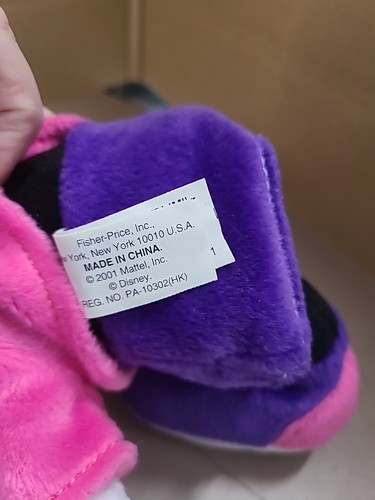 Fisher-Price, Inc.,
York, New York 10010 U.S.A.
MADE IN CHINA.
© 2001 Mattel, Inc.
© Disney.
REG. NO. PA-10302(HK)
1